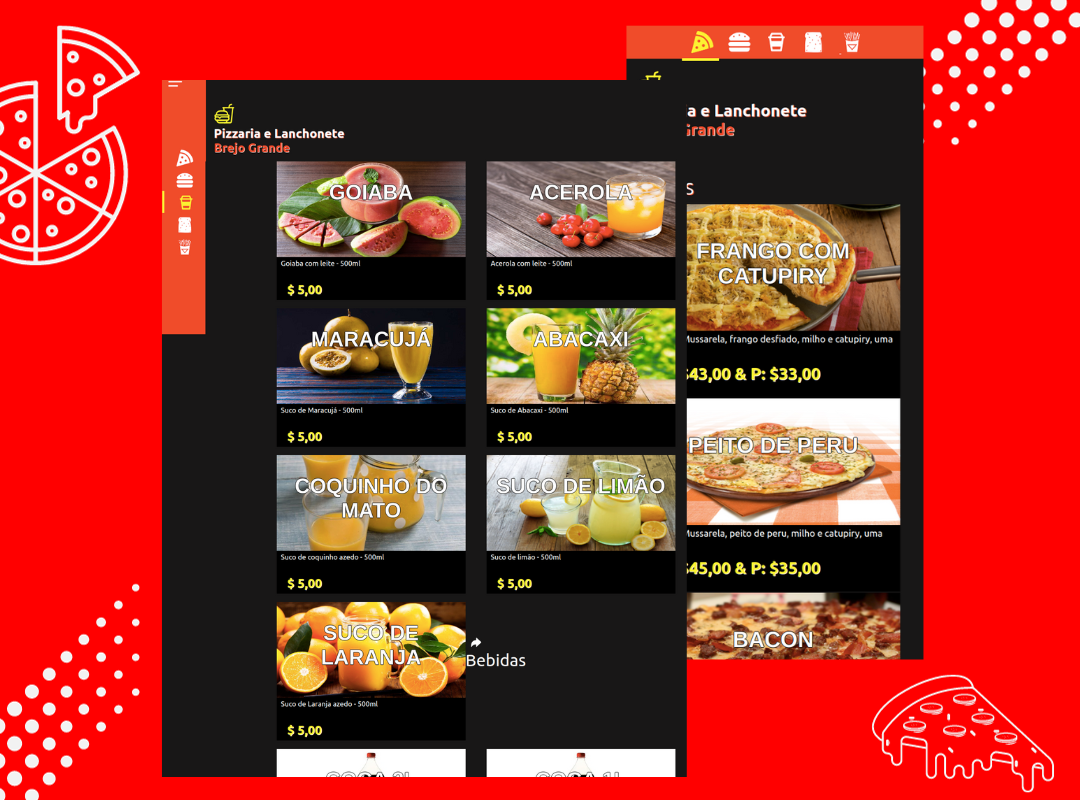 Pizzaria e Lanchonete
Brejo Grande
GOIABA
Goiaba com leite - 500ml
$ 5,00
ACEROLA
Acerola com leite - 500ml
$ 5,00
MARACUJÁ
Suco de Maracujá - 500ml
$ 5,00
ABACAXI
Suco de Abacaxi - 500ml
$ 5,00
COQUINHO DO
MATO
Suco de coquinho azedo - 500ml
$ 5,00
SUCO DE LIMÃO
Suco de limão - 500ml
$ 5,00
SUCO DE
LARANJA
Suco de Laranja azedo - 500ml
$ 5,00
Bebidas
a e Lanchonete
Grande
S
FRANGO COM
CATUPIRY
Mussarela, frango desfiado, milho e catupiry, uma
$43,00 & P: $33,00
PEITO DE PERU
Mussarela, peito de peru, milho e catupiry, uma
$45,00 & P: $35,00
BACON